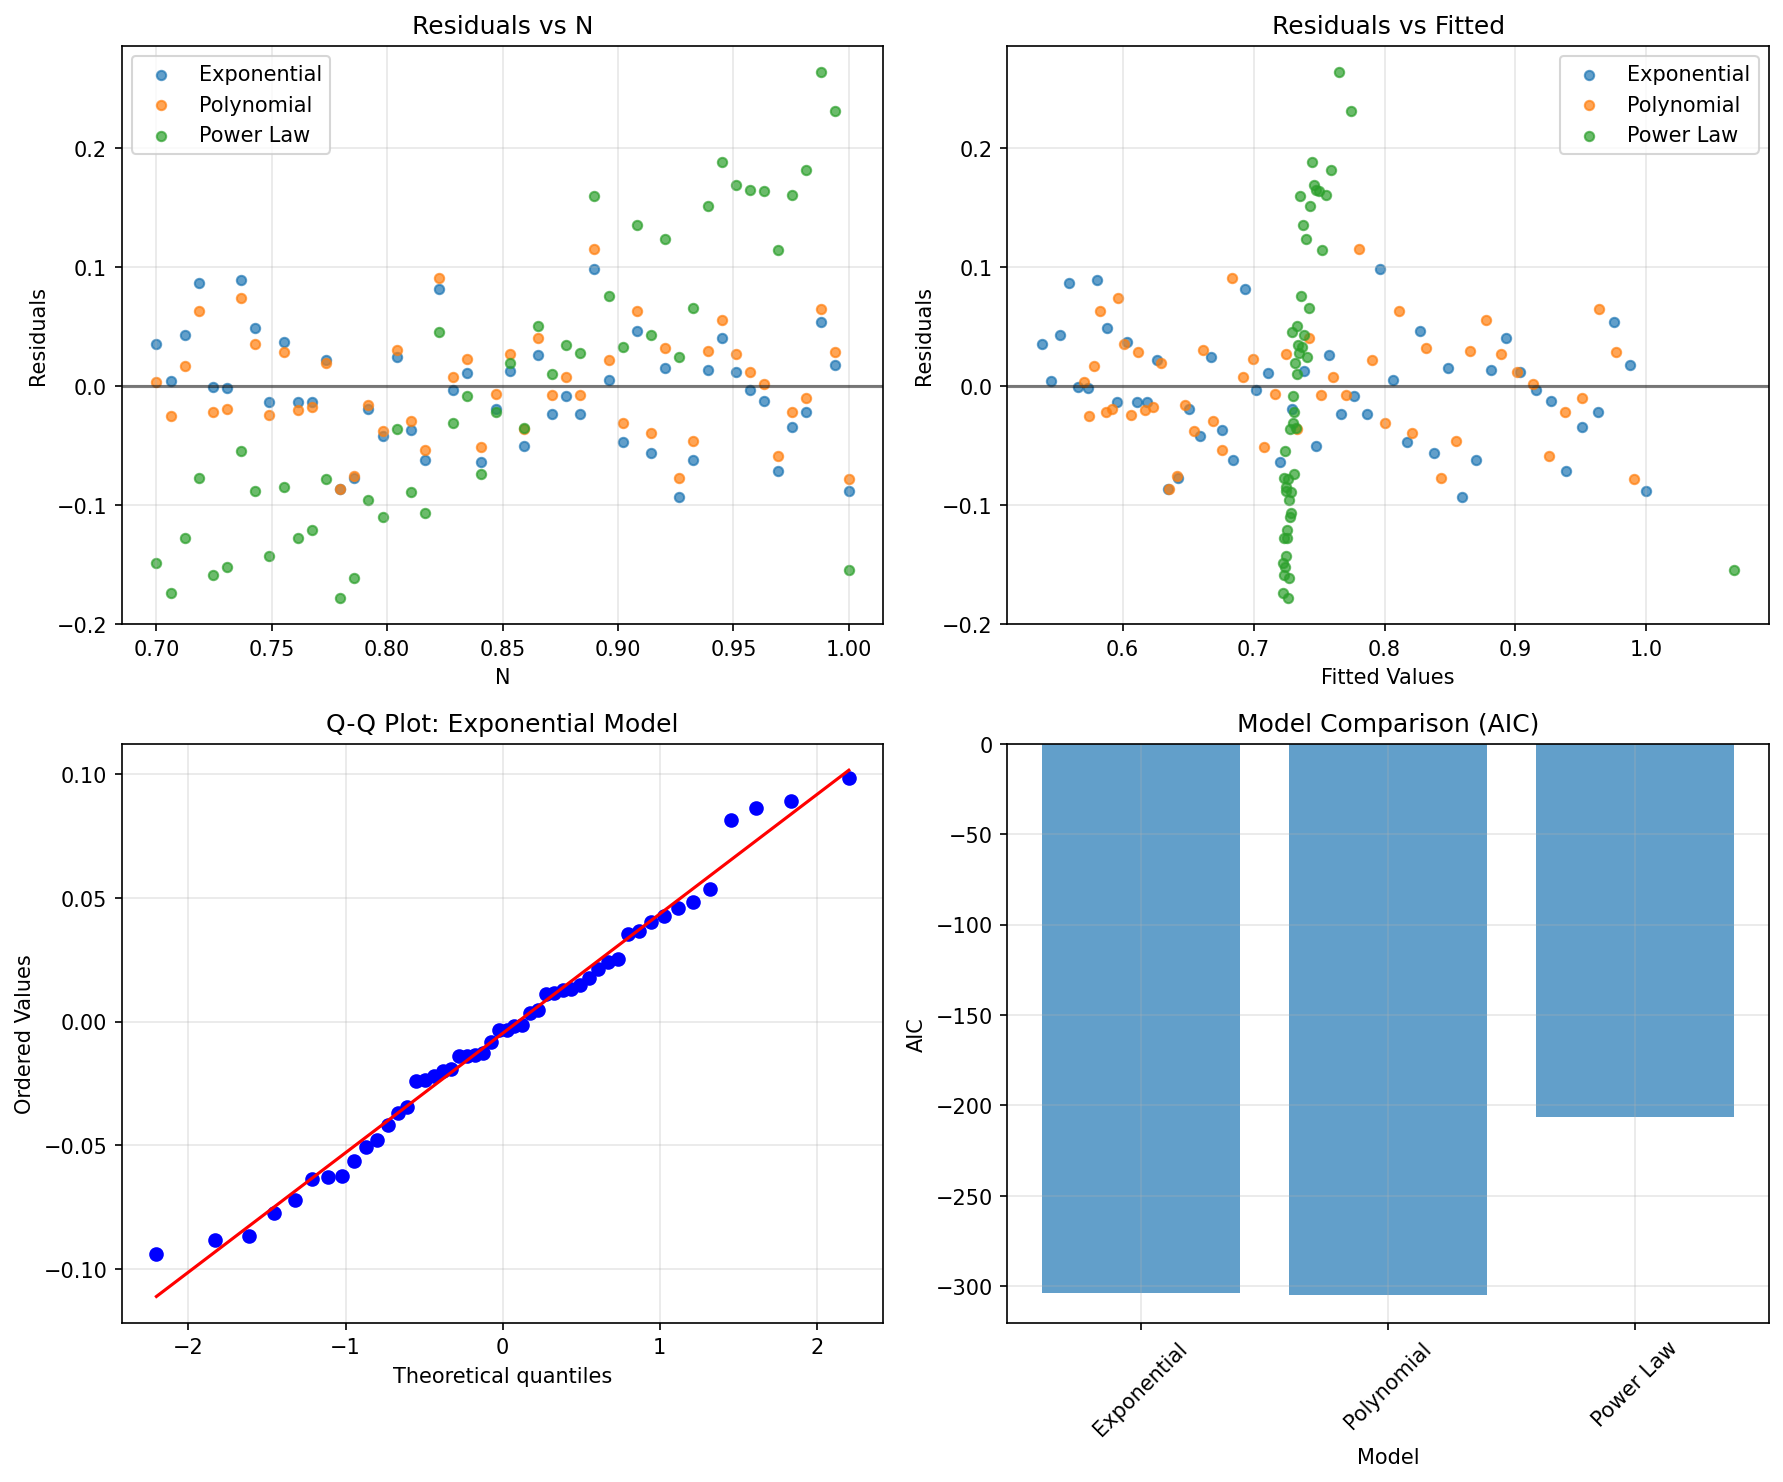 Residuals vs N
Exponential
Polynomial
Power Law
Residuals
0.2
0.1
0.0
−0.1
−0.2
0.70
0.75
0.80
0.85
0.90
0.95
1.00
N
Residuals vs Fitted
Exponential
Polynomial
Power Law
Residuals
0.2
0.1
0.0
−0.1
−0.2
0.6
0.7
0.8
0.9
1.0
Fitted Values
Q-Q Plot: Exponential Model
Ordered Values
0.10
0.05
0.00
−0.05
−0.10
−2
−1
0
1
2
Theoretical quantiles
Model Comparison (AIC)
AIC
0
−50
−100
−150
−200
−250
−300
Exponential
Polynomial
Power Law
Model